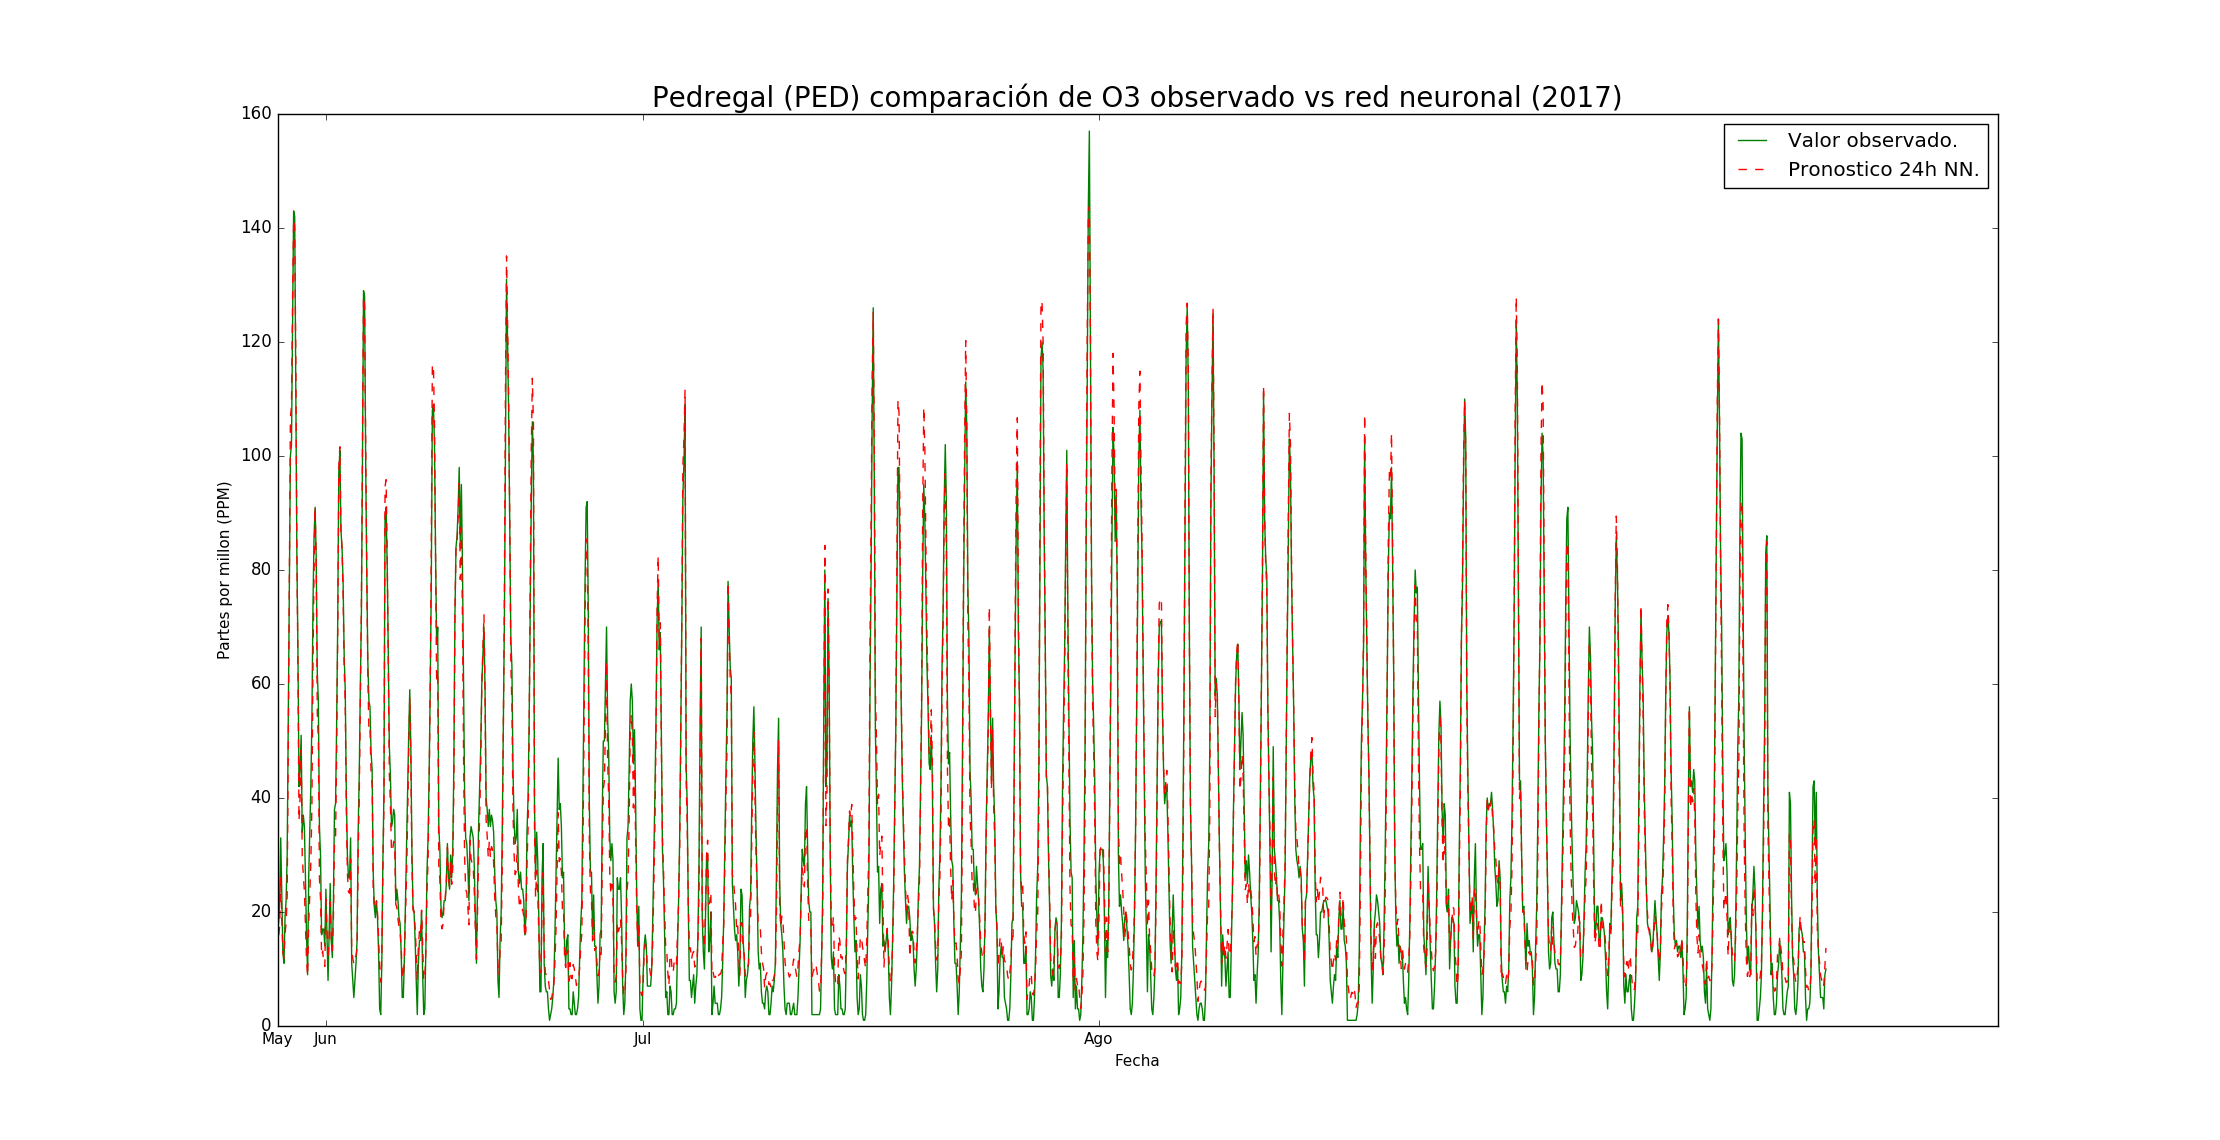 Pedregal (PED) comparación de O3 observado vs red neuronal (2017)
Valor observado.
Pronostico 24h NN.
Partes por millon (PPM)
160
140
120
100
80
60
40
20
0
May
Jun
Jul
Ago
Fecha